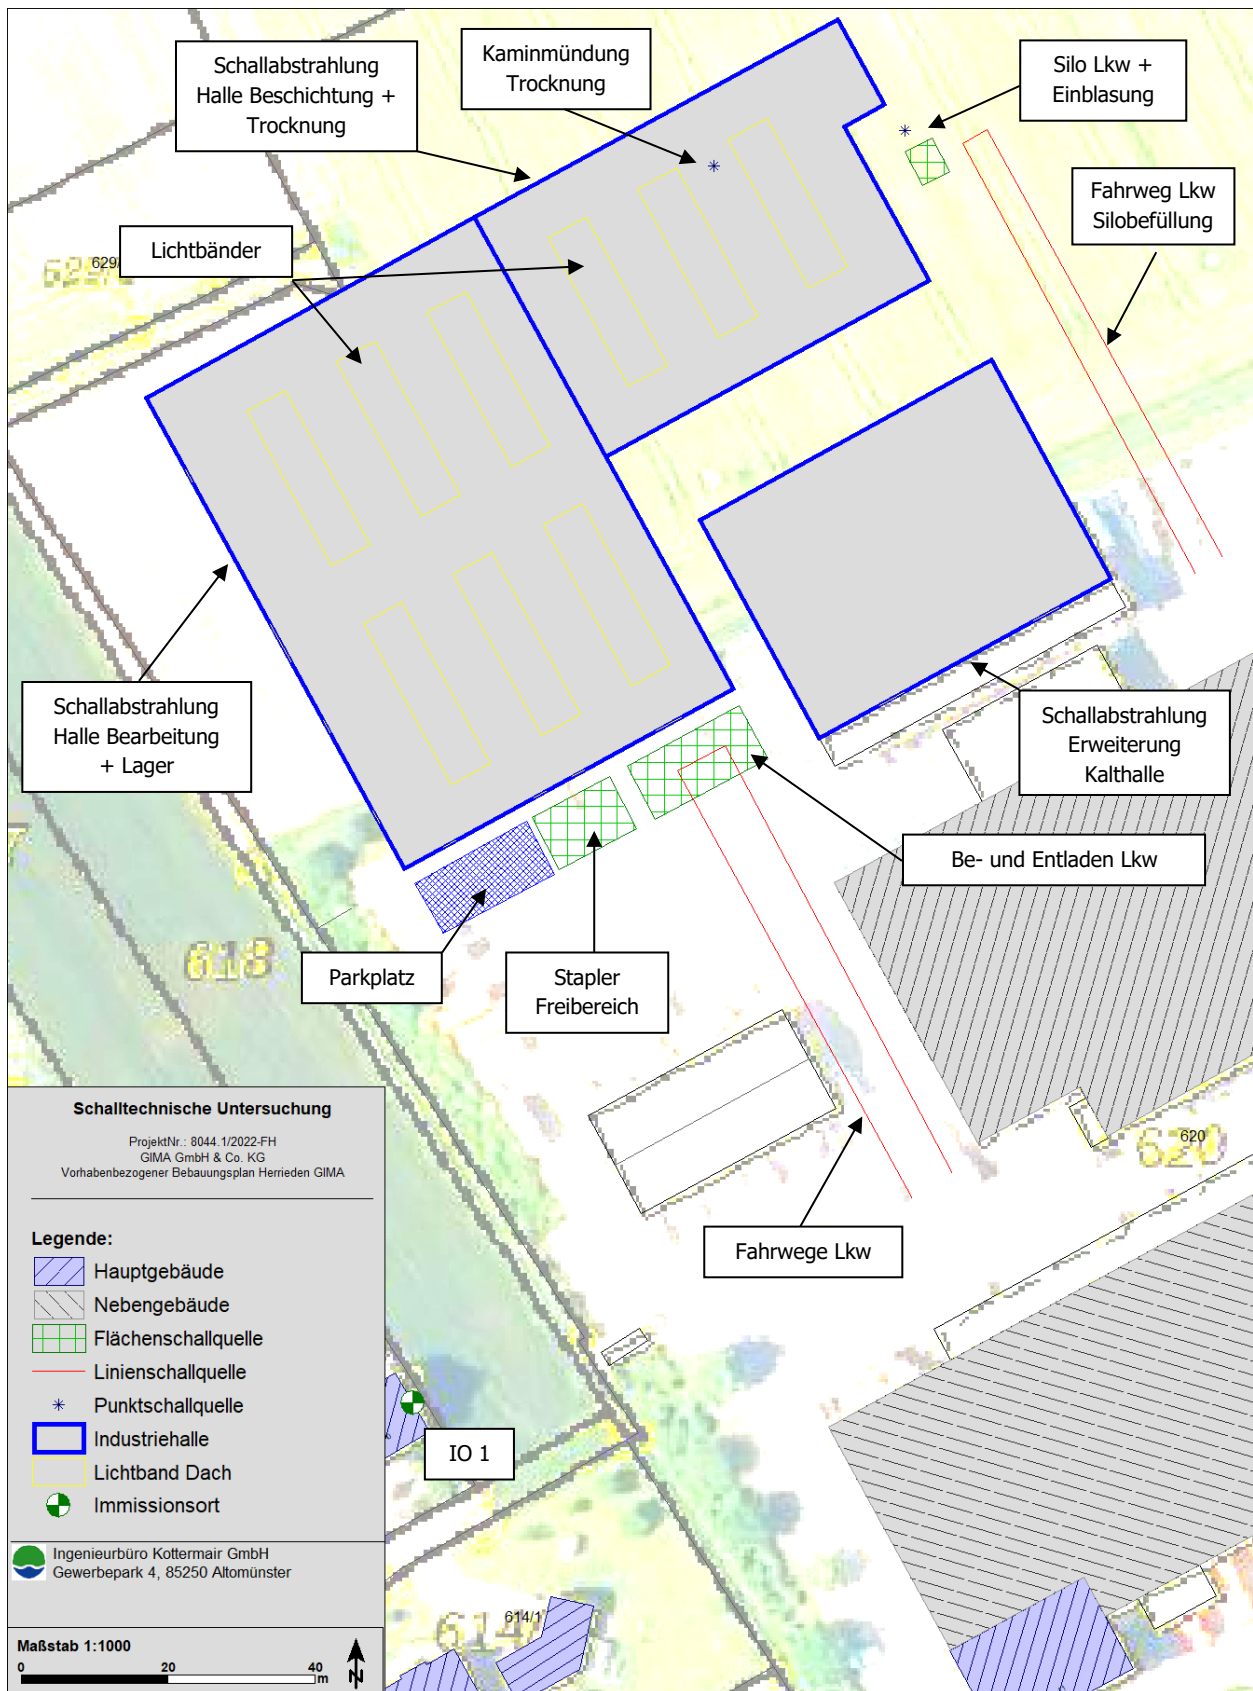 Schallabstrahlung
Halle Beschichtung +
Trocknung
Kaminmündung
Trocknung
Silo Lkw +
Einblasung
Fahrweg Lkw
Silobefüllung
Lichtbänder
629/
Schallabstrahlung
Halle Bearbeitung
+ Lager
Schallabstrahlung
Erweiterung
Kalthalle
Be- und Entladen Lkw
618
Parkplatz
Stapler
Freibereich
620
620
Fahrwege Lkw
IO 1
614/1
614/1
Schalltechnische Untersuchung
ProjektNr.: 8044.1/2022-FH
GIMA GmbH & Co. KG
Vorhabenbezogener Bebauungsplan Herrieden GIMA
Legende:
Hauptgebäude
Nebengebäude
Flächenschallquelle
Linienschallquelle
Punktschallquelle
Industriehalle
Lichtband Dach
Immissionsort
Ingenieurbüro Kottermair GmbH
Gewerbepark 4, 85250 Altomünster
Maßstab 1:1000
0 20 40
m
N